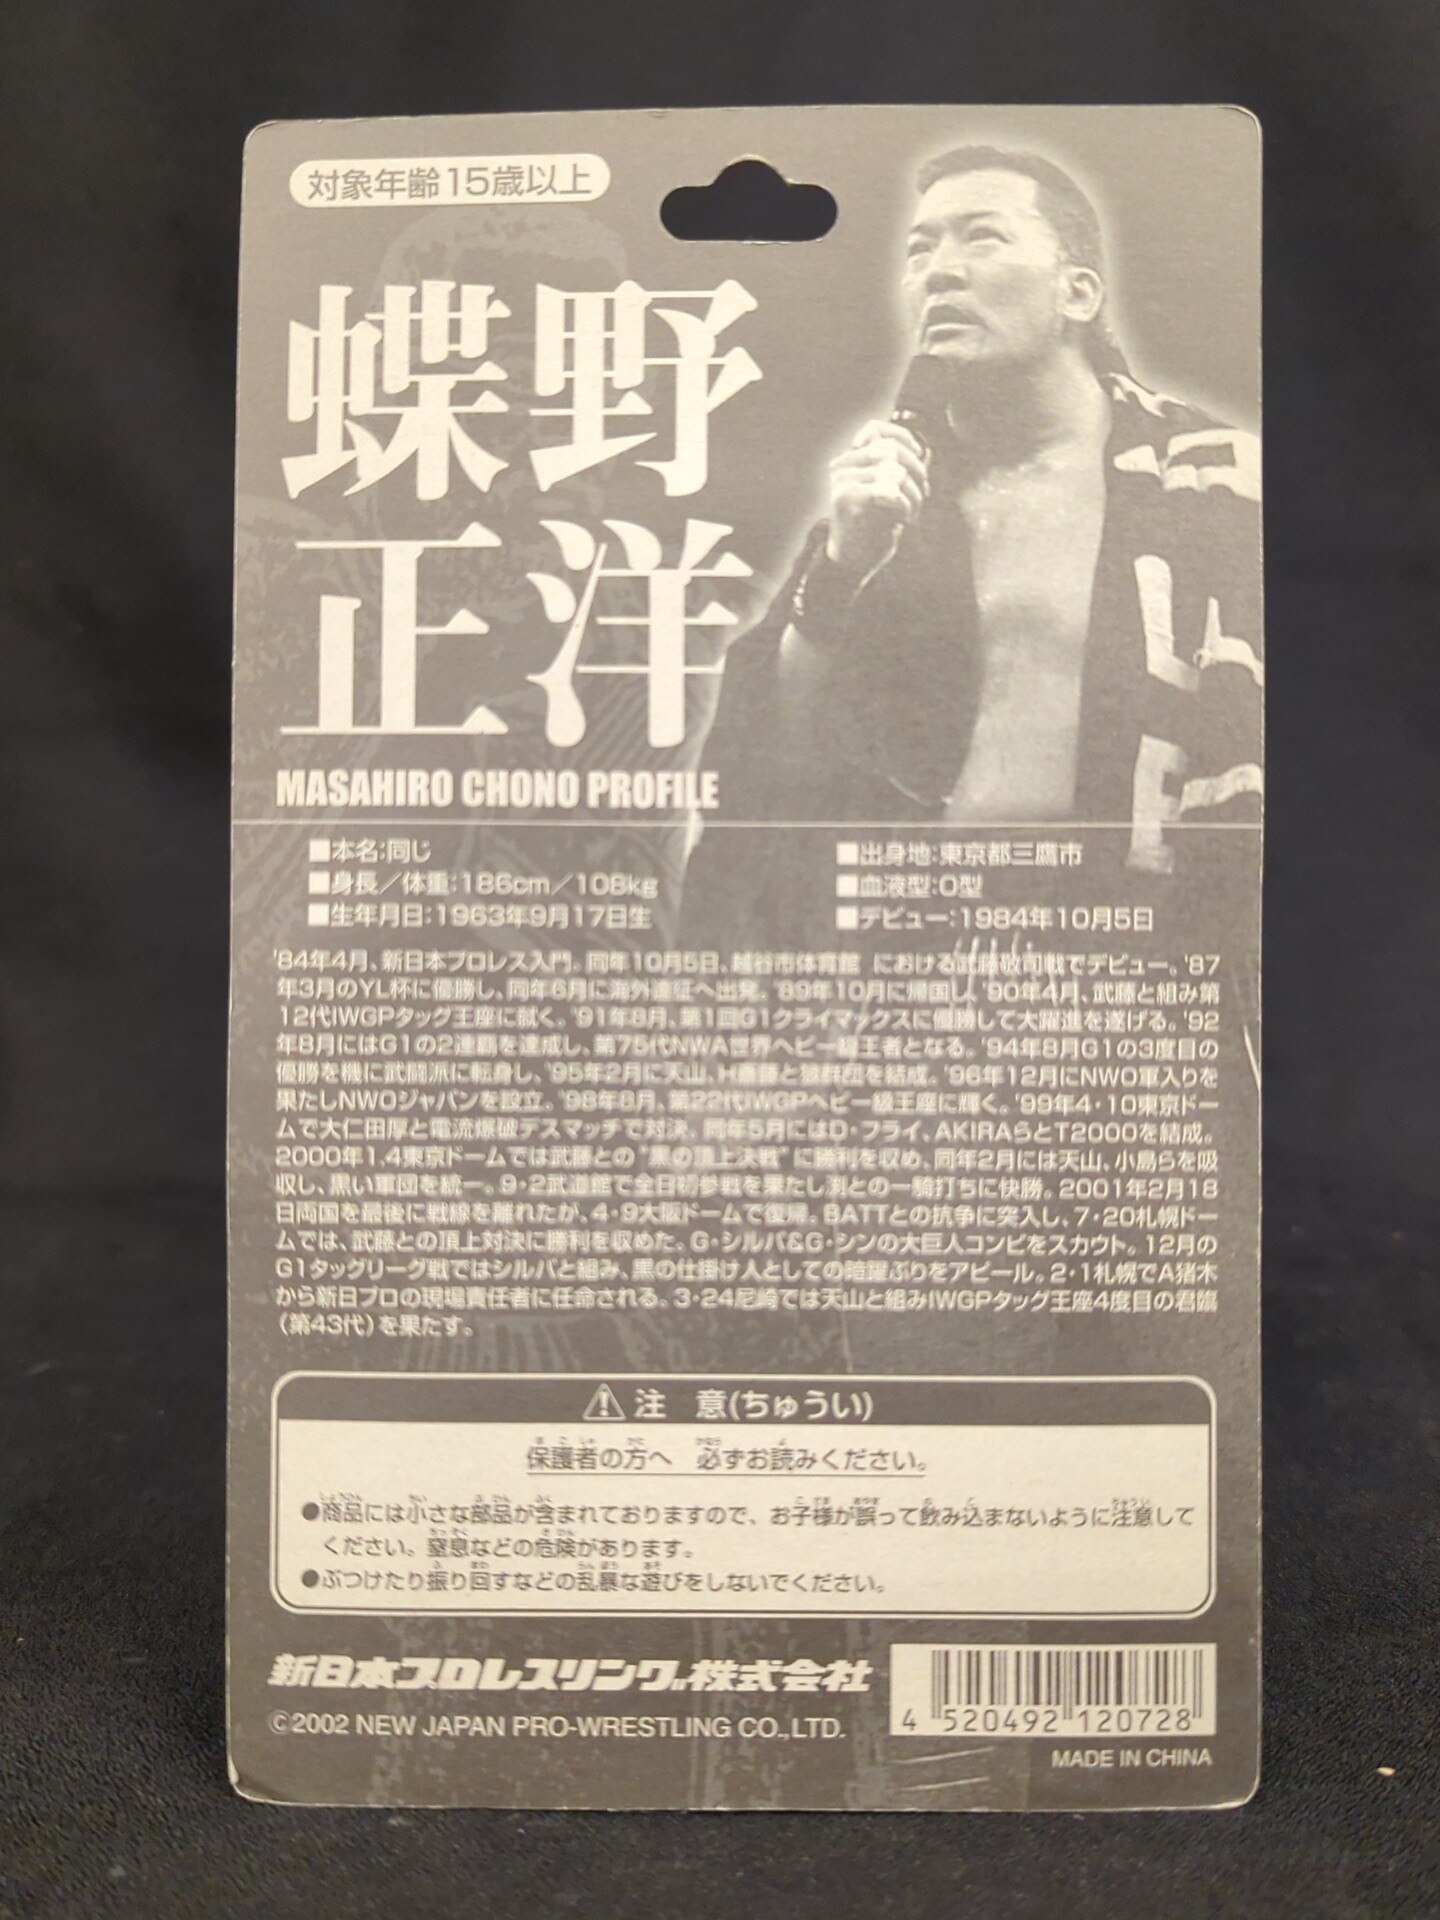 対象年齢15歳以上
蝶野
正洋
MASAHIRO CHONO PROFILE
■本名:同じ
■身長／体重:186cm／108kg
■生年月日:1963年9月17日生
■出身地:東京都三鷹市
■血液型:O型
■デビュー:1984年10月5日
'84年4月、新日本プロレス入門。同年10月5日、越谷市体育館 における武藤敬司戦でデビュー。'87
年3月のYL杯に優勝し、同年6月に海外遠征へ出発。'89年10月に帰国し、'90年4月、武藤と組み第
12代IWGPタッグ王座に就く。'91年8月、第1回G1クライマックスに優勝して大躍進を遂げる。'92
年8月にはG1の2連覇を達成し、第75代NWA世界ヘビー級王者となる。'94年8月G1の3度目の
優勝を機に武闘派に転身し、'95年2月に天山、H斎藤と狼群団を結成。'96年12月にNWO軍入りを
果たしNWOジャパンを設立。'98年8月、第22代IWGPヘビー級王座に輝く。'99年4・10東京ドー
ムで大仁田厚と電流爆破デスマッチで対決。同年5月にはD・フライ、AKIRAらとT2000を結成。
2000年1.4東京ドームでは武藤との"黒の頂上決戦"に勝利を収め、同年2月には天山、小島らを吸
収し、黒い軍団を統一。9・2武道館で全日初参戦を果たし渕との一騎打ちに快勝。2001年2月18
日両国を最後に戦線を離れたが、4・9大阪ドームで復帰。BATTとの抗争に突入し、7・20札幌ドー
ムでは、武藤との頂上対決に勝利を収めた。G・シルバ&G・シンの大巨人コンビをスカウト。12月の
G1タッグリーグ戦ではシルバと組み、黒の仕掛け人としての暗躍ぶりをアピール。2・1札幌でA猪木
から新日プロの現場責任者に任命される。3・24尼崎では天山と組みIWGPタッグ王座4度目の君臨
(第43代)を果たす。
注 意(ちゅうい)
保護者の方へ 必ずお読みください。
●商品には小さな部品が含まれておりますので、お子様が誤って飲み込まないように注意して
ください。窒息などの危険があります。
●ぶつけたり振り回すなどの乱暴な遊びをしないでください。
新日本プロレスリング株式会社
©2002 NEW JAPAN PRO-WRESTLING CO.,LTD.
4 520492 120728
MADE IN CHINA